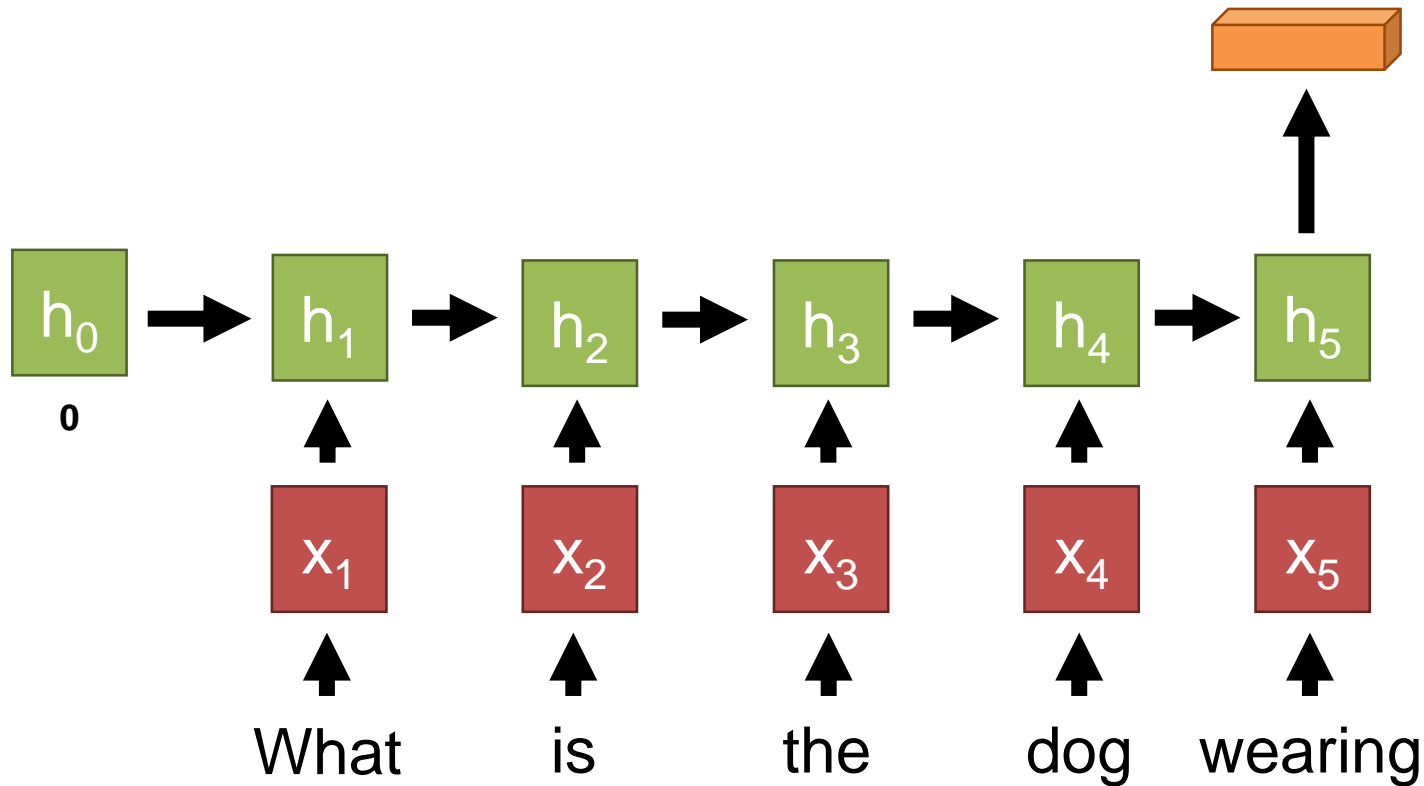 h₀ h₁ h₂ h₃ h₄ h₅
0
x₁ x₂ x₃ x₄ x₅
What is the dog wearing